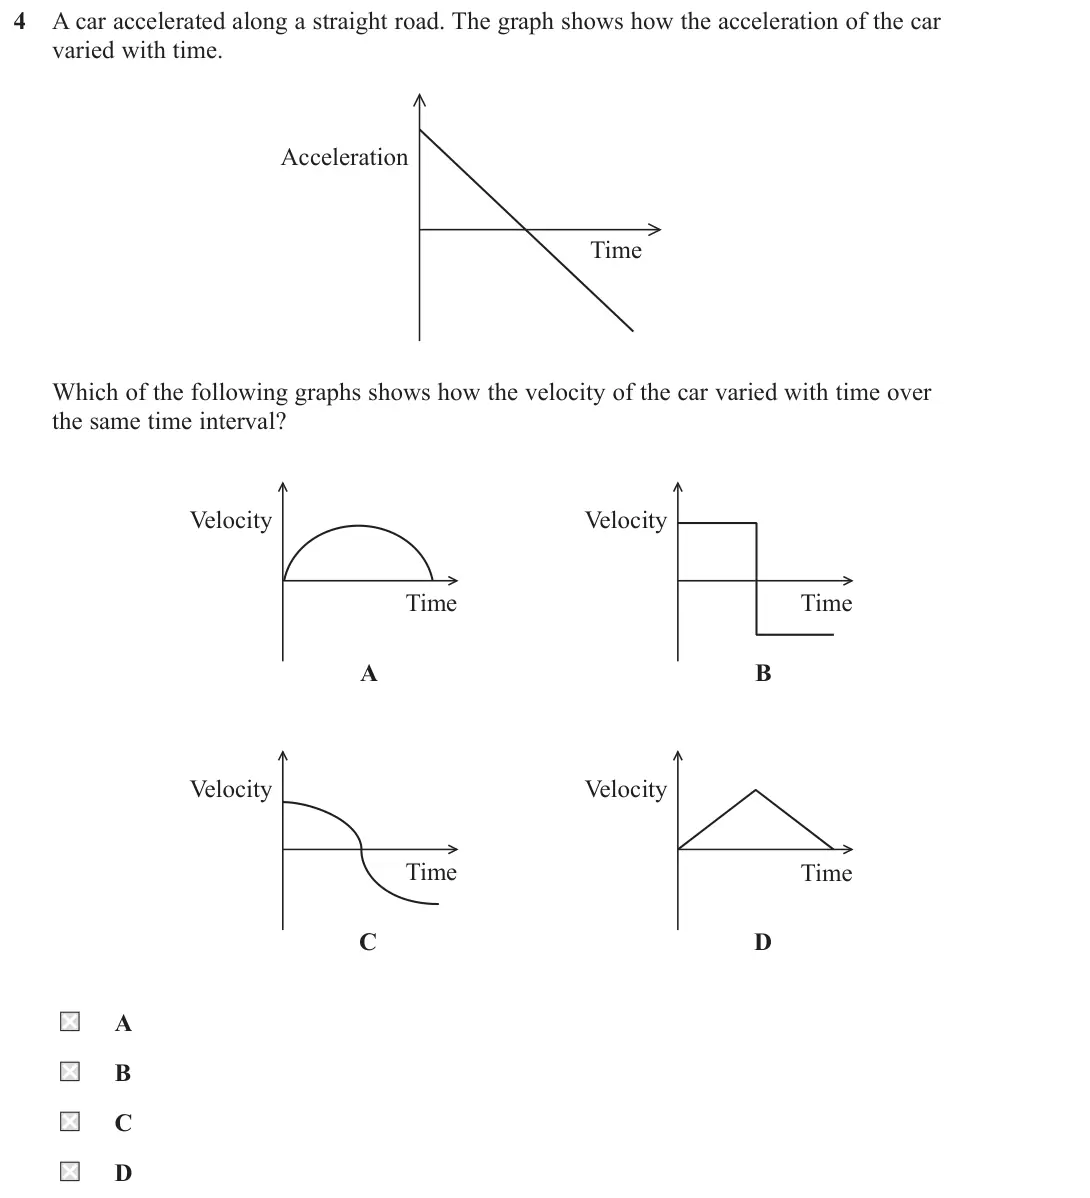 4 A car accelerated along a straight road. The graph shows how the acceleration of the car
varied with time.
Acceleration
Time
Which of the following graphs shows how the velocity of the car varied with time over
the same time interval?
Velocity
Time
A
Velocity
Time
B
Velocity
Time
C
Velocity
Time
D
A
B
C
D